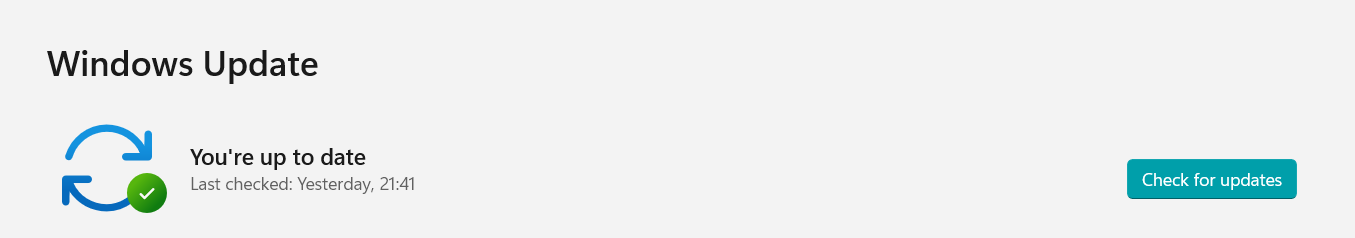 Windows Update
You're up to date
Last checked: Yesterday, 21:41
Check for updates